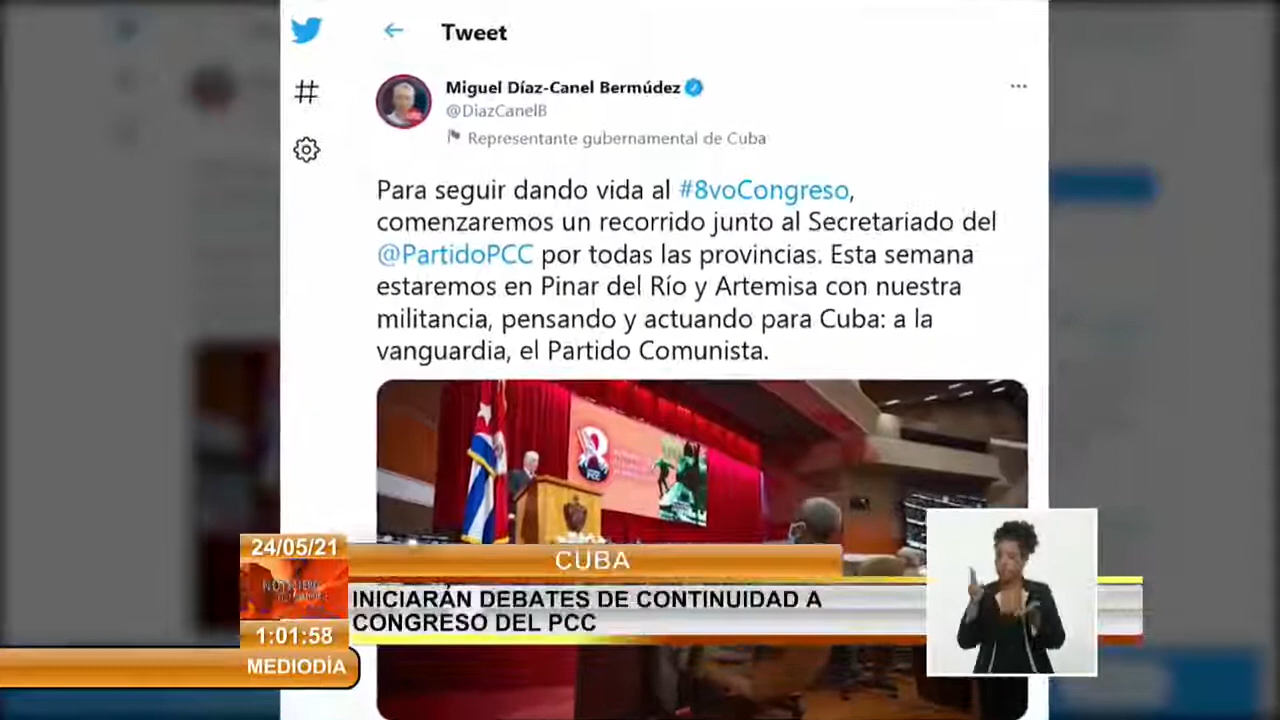 Tweet
Miguel Díaz-Canel Bermúdez
@DiazCanelB
Representante gubernamental de Cuba
Para seguir dando vida al #8voCongreso,
comenzaremos un recorrido junto al Secretariado del
@PartidoPCC por todas las provincias. Esta semana
estaremos en Pinar del Río y Artemisa con nuestra
militancia, pensando y actuando para Cuba: a la
vanguardia, el Partido Comunista.
8
PCC
24/05/21
CUBA
NOTICIERO
INICIARÁN DEBATES DE CONTINUIDAD A
CONGRESO DEL PCC
1:01:58
MEDIODÍA